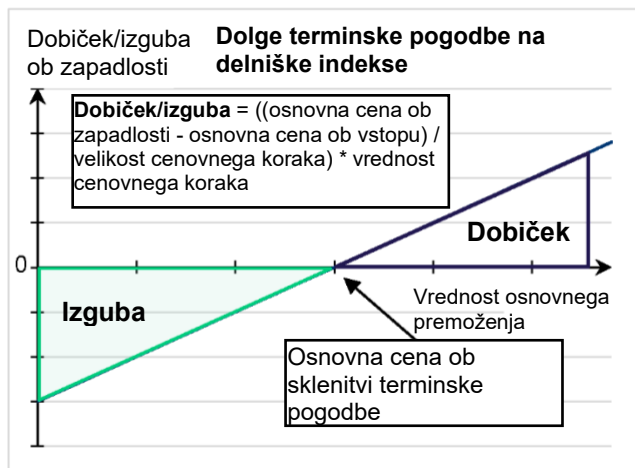 Dobiček/izguba
ob zapadlosti
Dolge terminske pogodbe na
delniške indekse
Dobiček/izguba = ((osnovna cena ob
zapadlosti - osnovna cena ob vstopu) /
velikost cenovnega koraka) * vrednost
cenovnega koraka
Dobiček
0
Izguba
Vrednost osnovnega
premoženja
Osnovna cena ob
sklenitvi terminske
pogodbe